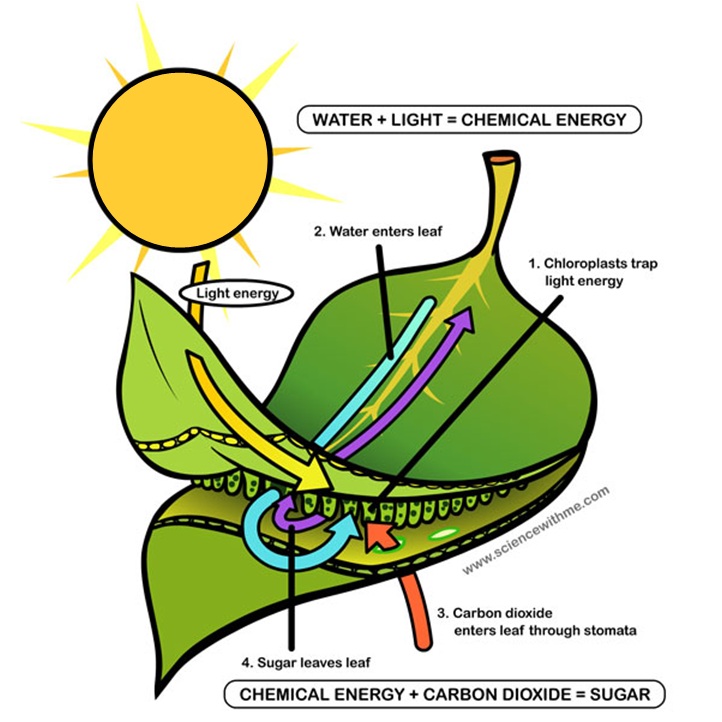 WATER + LIGHT = CHEMICAL ENERGY
2. Water enters leaf
1. Chloroplasts trap
light energy
Light energy
www.sciencewithme.com
3. Carbon dioxide
enters leaf through stomata
4. Sugar leaves leaf
CHEMICAL ENERGY + CARBON DIOXIDE = SUGAR